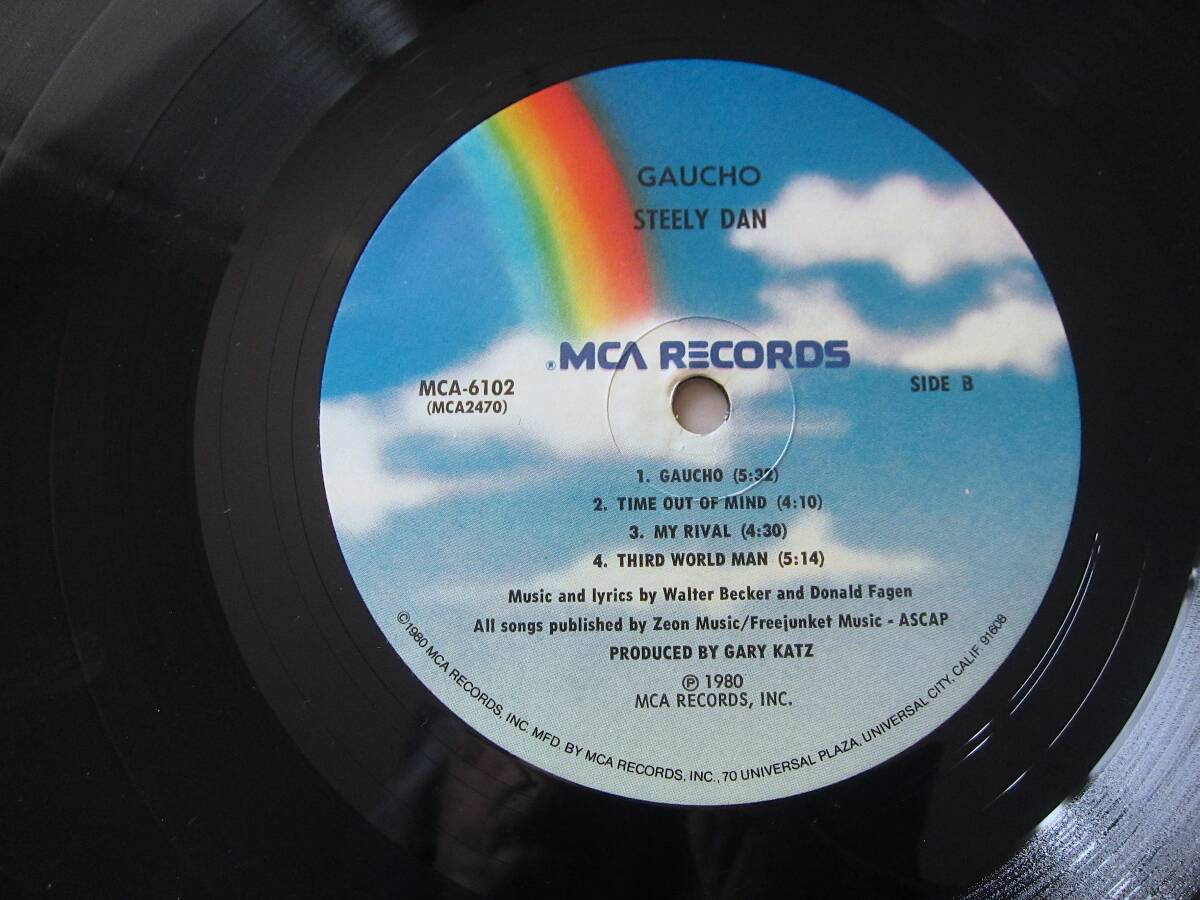 GAUCHO
STEELY DAN
® MCA RECORDS
MCA-6102
(MCA2470)
SIDE B
1. GAUCHO (5:32)
2. TIME OUT OF MIND (4:10)
3. MY RIVAL (4:30)
4. THIRD WORLD MAN (5:14)
Music and lyrics by Walter Becker and Donald Fagen
All songs published by Zeon Music/Freejunket Music - ASCAP
PRODUCED BY GARY KATZ
℗ 1980
MCA RECORDS, INC.
©1980 MCA RECORDS, INC. MFD. BY MCA RECORDS, INC., 70 UNIVERSAL PLAZA, UNIVERSAL CITY, CALIF. 91608